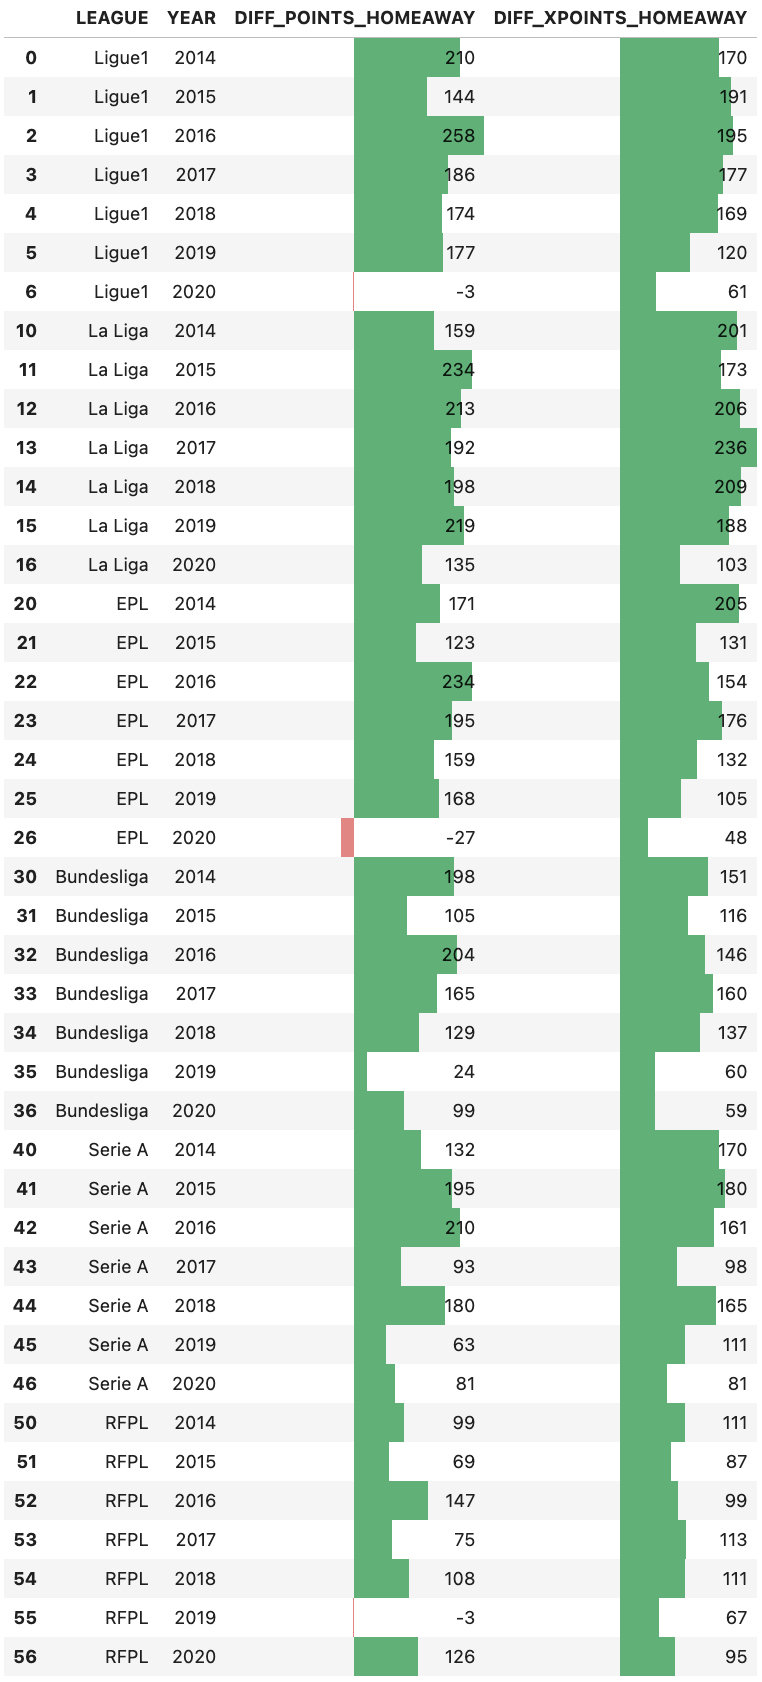 LEAGUE YEAR DIFF_POINTS_HOMEAWAY DIFF_XPOINTS_HOMEAWAY
0 Ligue1 2014 210 170
1 Ligue1 2015 144 191
2 Ligue1 2016 258 195
3 Ligue1 2017 186 177
4 Ligue1 2018 174 169
5 Ligue1 2019 177 120
6 Ligue1 2020 -3 61
10 La Liga 2014 159 201
11 La Liga 2015 234 173
12 La Liga 2016 213 206
13 La Liga 2017 192 236
14 La Liga 2018 198 209
15 La Liga 2019 219 188
16 La Liga 2020 135 103
20 EPL 2014 171 205
21 EPL 2015 123 131
22 EPL 2016 234 154
23 EPL 2017 195 176
24 EPL 2018 159 132
25 EPL 2019 168 105
26 EPL 2020 -27 48
30 Bundesliga 2014 198 151
31 Bundesliga 2015 105 116
32 Bundesliga 2016 204 146
33 Bundesliga 2017 165 160
34 Bundesliga 2018 129 137
35 Bundesliga 2019 24 60
36 Bundesliga 2020 99 59
40 Serie A 2014 132 170
41 Serie A 2015 195 180
42 Serie A 2016 210 161
43 Serie A 2017 93 98
44 Serie A 2018 180 165
45 Serie A 2019 63 111
46 Serie A 2020 81 81
50 RFPL 2014 99 111
51 RFPL 2015 69 87
52 RFPL 2016 147 99
53 RFPL 2017 75 113
54 RFPL 2018 108 111
55 RFPL 2019 -3 67
56 RFPL 2020 126 95